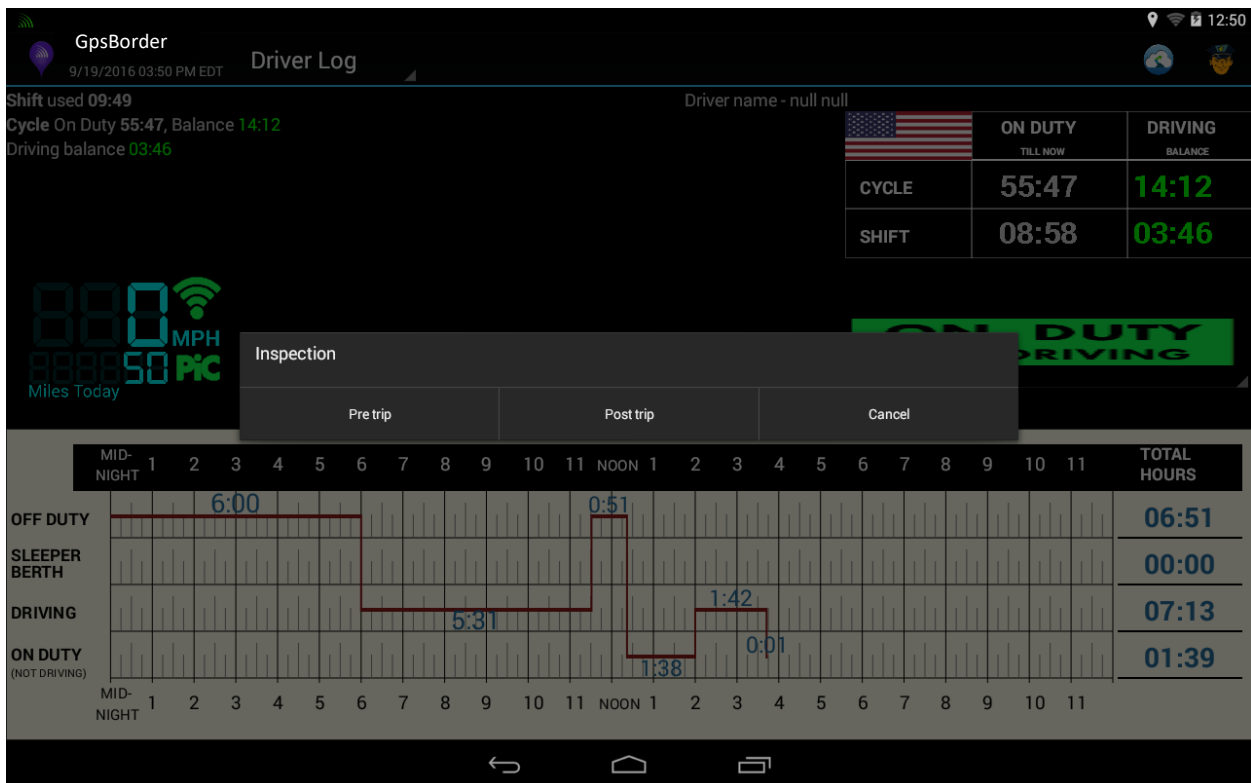 12:50
GpsBorder
9/19/2016 03:50 PM EDT
Driver Log
Shift used 09:49
Driver name - null null
Cycle On Duty 55:47, Balance 14:12
Driving balance 03:46
ON DUTY DRIVING
TILL NOW BALANCE
CYCLE 55:47 14:12
SHIFT 08:58 03:46
0 MPH
50 PiC
Miles Today
ON DUTY
DRIVING
Inspection
Pre trip Post trip Cancel
MID-
NIGHT 1 2 3 4 5 6 7 8 9 10 11 NOON 1 2 3 4 5 6 7 8 9 10 11
TOTAL
HOURS
OFF DUTY 6:00 0:51 06:51
SLEEPER
BERTH 00:00
DRIVING 5:31 1:42 07:13
ON DUTY
(NOT DRIVING) 1:38 0:01 01:39
MID-
NIGHT 1 2 3 4 5 6 7 8 9 10 11 NOON 1 2 3 4 5 6 7 8 9 10 11